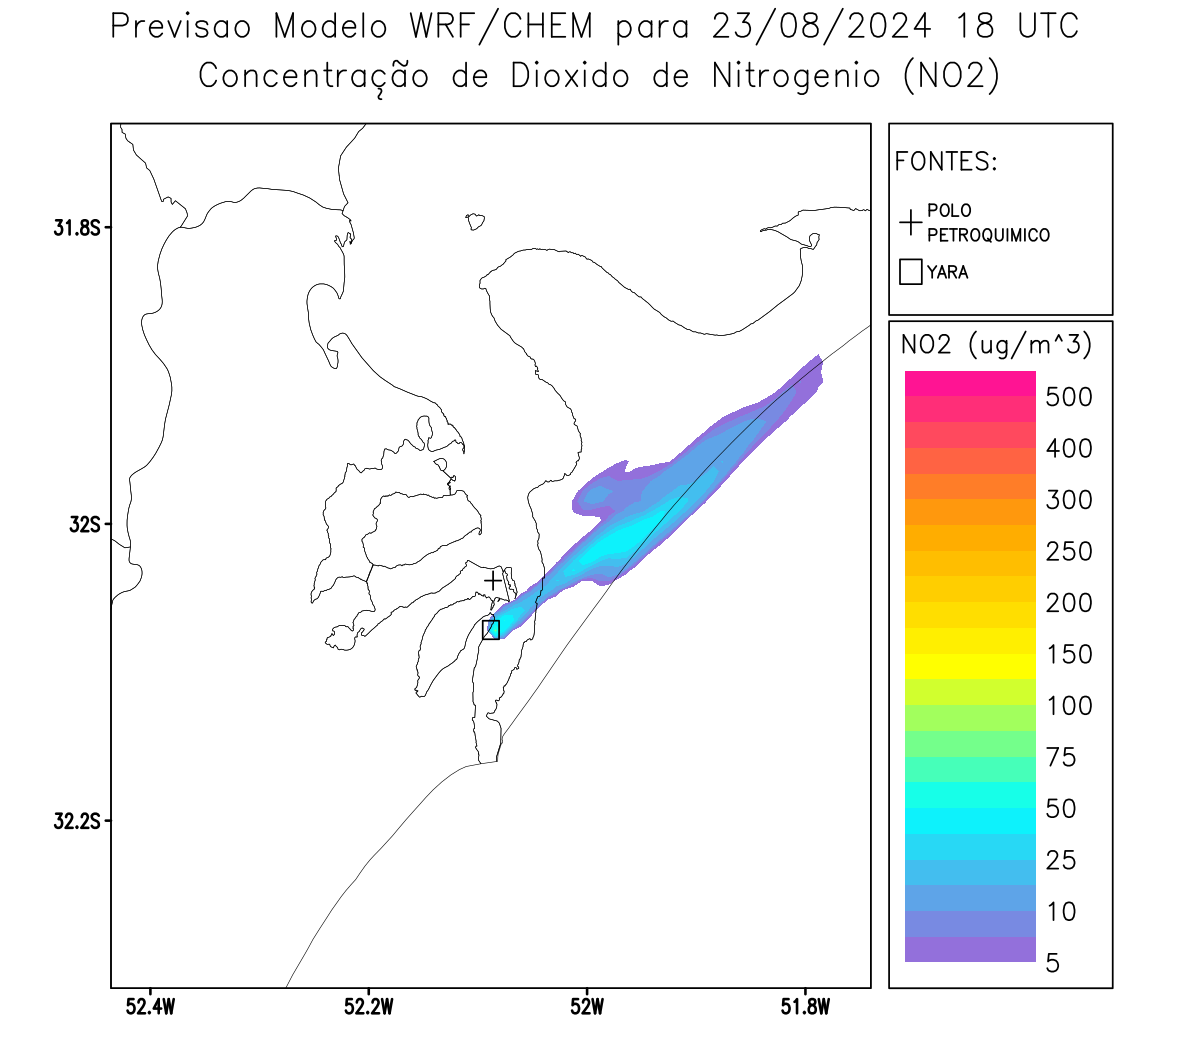 Previsao Modelo WRF/CHEM para 23/08/2024 18 UTC
Concentração de Dioxido de Nitrogenio (NO2)
FONTES:
POLO
PETROQUIMICO
YARA
31.8S
32S
32.2S
52.4W
52.2W
52W
51.8W
NO2 (ug/m^3)
500
400
300
250
200
150
100
75
50
25
10
5